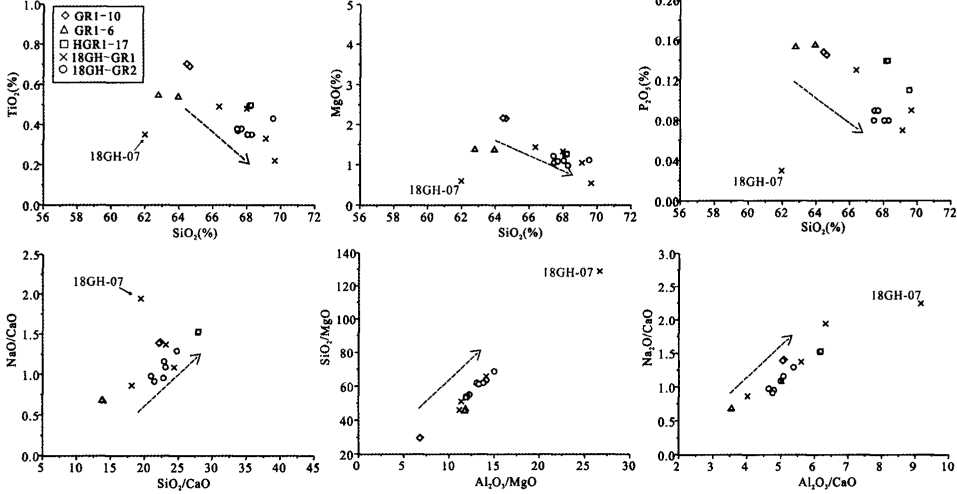 GR1-10
GR1-6
HGR1-17
18GH-GR1
18GH-GR2
TiO₂(%)
1.0
0.8
0.6
0.4
0.2
0.0
18GH-07
56 58 60 62 64 66 68 70 72
SiO₂(%)
MgO(%)
5
4
3
2
1
0
18GH-07
56 58 60 62 64 66 68 70 72
SiO₂(%)
P₂O₅(%)
0.20
0.16
0.12
0.08
0.04
0.00
18GH-07
56 58 60 62 64 66 68 70 72
SiO₂(%)
NaO/CaO
2.5
2.0
1.5
1.0
0.5
0.0
18GH-07
5 10 15 20 25 30 35 40 45
SiO₂/CaO
SiO₂/MgO
140
120
100
80
60
40
20
18GH-07
0 5 10 15 20 25 30
Al₂O₃/MgO
Na₂O/CaO
3.0
2.5
2.0
1.5
1.0
0.5
0.0
18GH-07
2 3 4 5 6 7 8 9 10
Al₂O₃/CaO